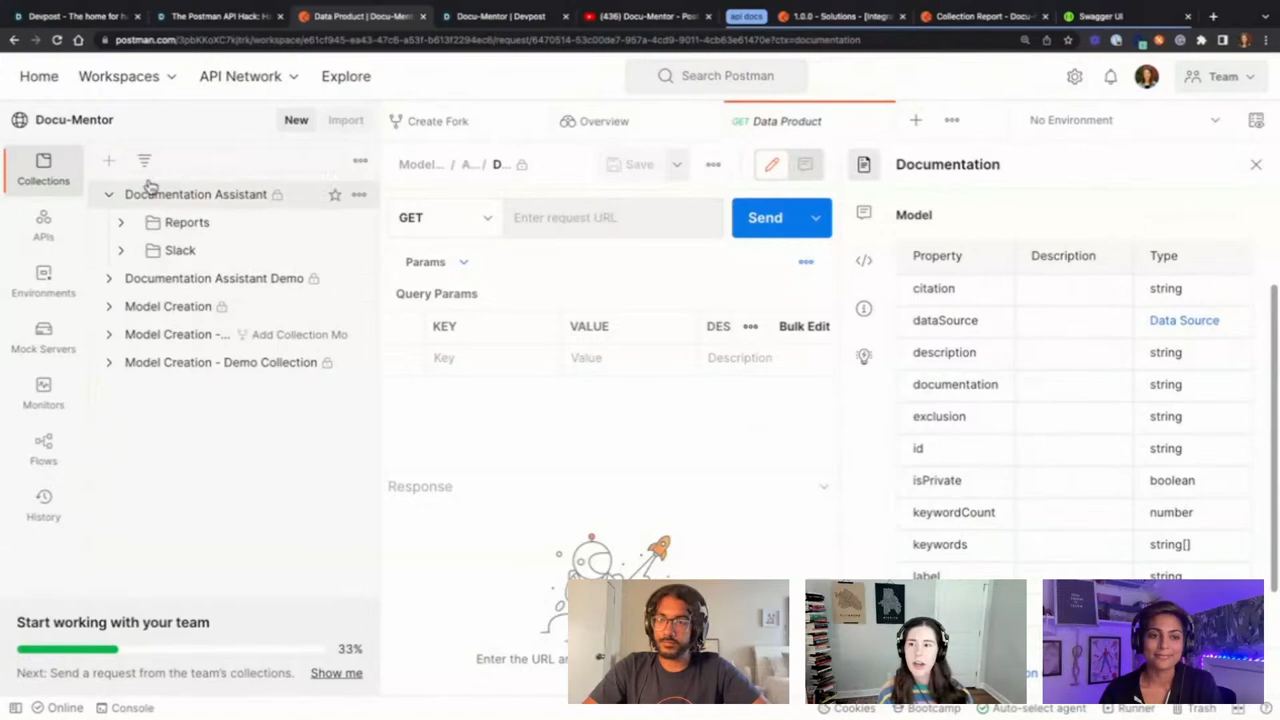 Devpost - The home for h
The Postman API Hack: H
Data Product | Docu-Ment
Docu-Mentor | Devpost
(436) Docu-Mentor - Pos
api docs
1.0.0 - Solutions - [Integra
Collection Report - Docu-
Swagger UI
Home
Workspaces
API Network
Explore
Search Postman
Team
Docu-Mentor
New
Import
Create Fork
Overview
GET Data Product
No Environment
Collections
APIs
Environments
Mock Servers
Monitors
Flows
History
Documentation Assistant
Reports
Slack
Documentation Assistant Demo
Model Creation
Model Creation -... Add Collection Mo
Model Creation - Demo Collection
Start working with your team
33%
Next: Send a request from the team's collections.
Show me
Model... / A... / D...
Save
GET
Enter request URL
Send
Params
Query Params
KEY
VALUE
DES
Bulk Edit
Key
Value
Description
Response
Enter the URL an
Documentation
Model
Property
Description
Type
citation
string
dataSource
Data Source
description
string
documentation
string
exclusion
string
id
string
isPrivate
boolean
keywordCount
number
keywords
string[]
label
string
Online
Console
Cookies
Bootcamp
Auto-select agent
Runner
Trash